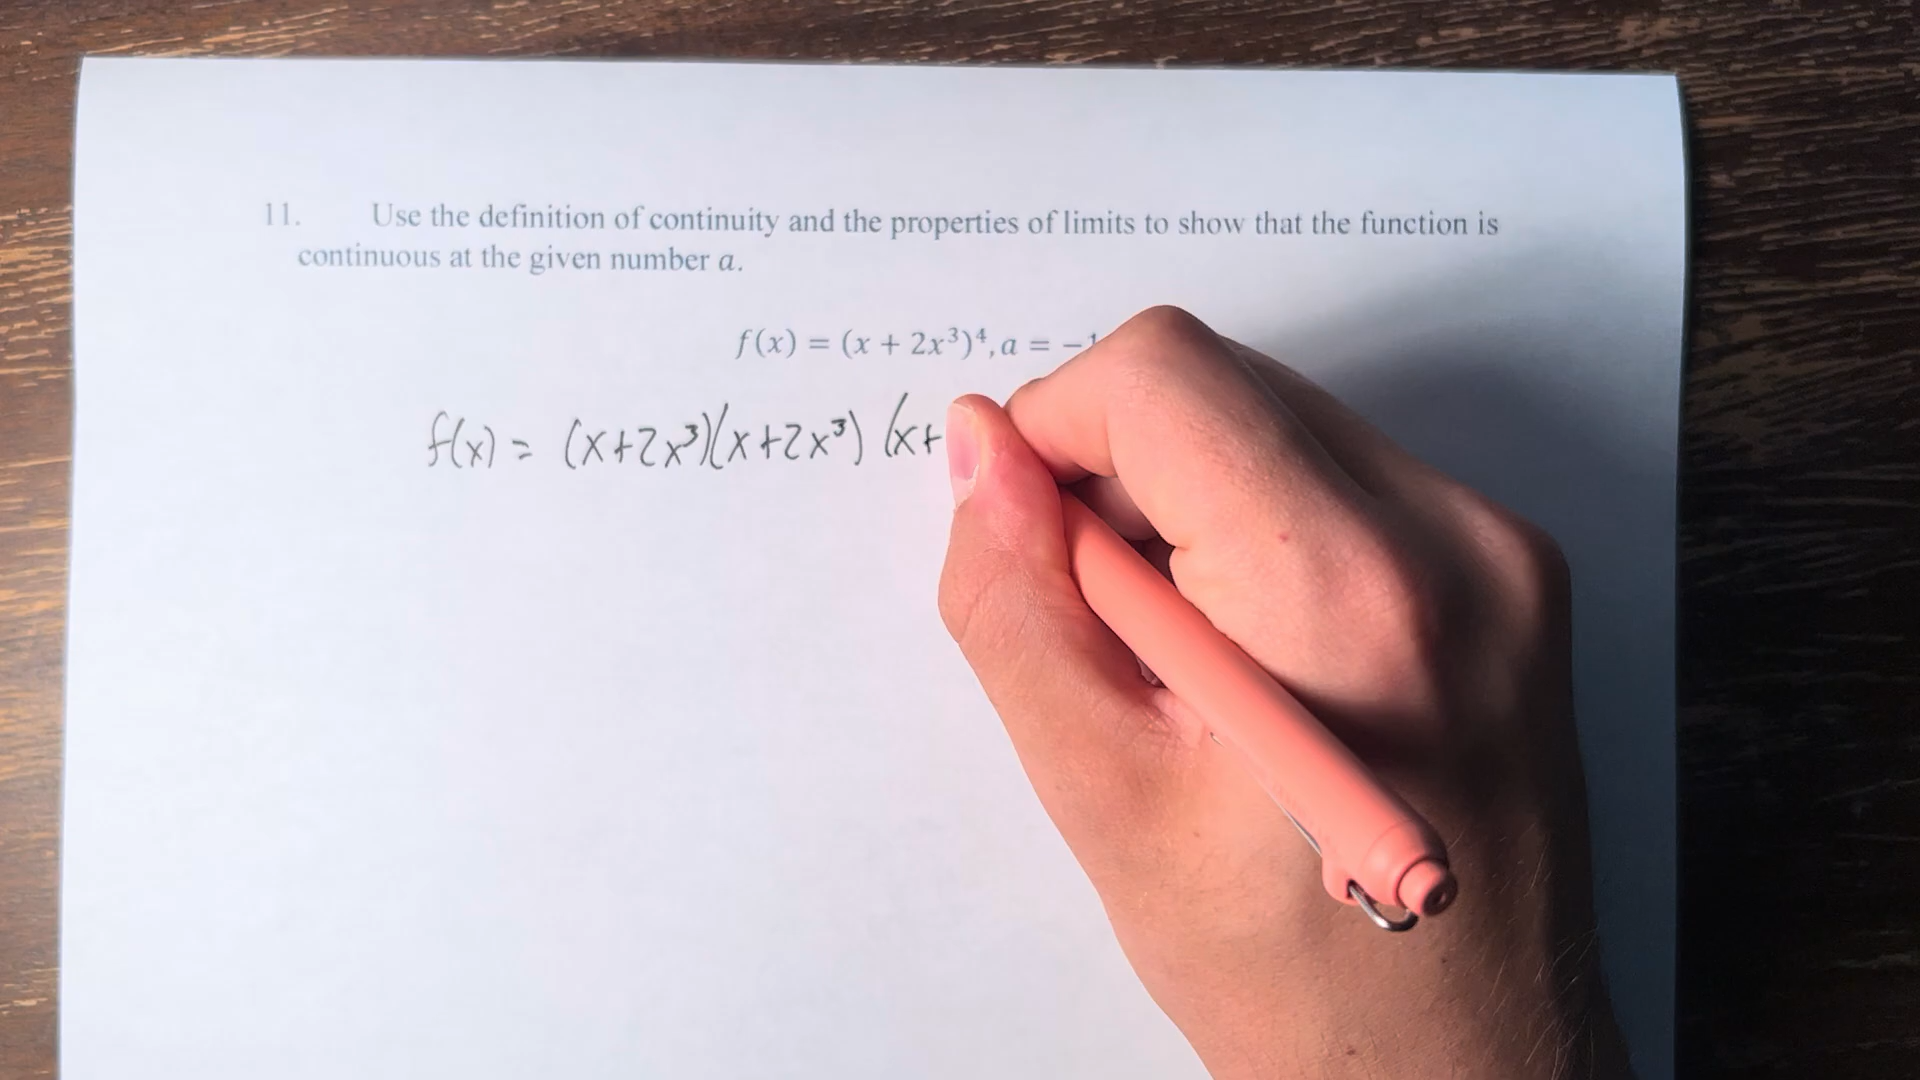 11. Use the definition of continuity and the properties of limits to show that the function is
continuous at the given number a.
f(x) = (x + 2x³)⁴, a = −1
f(x) = (x+2x³)(x+2x³) (x+